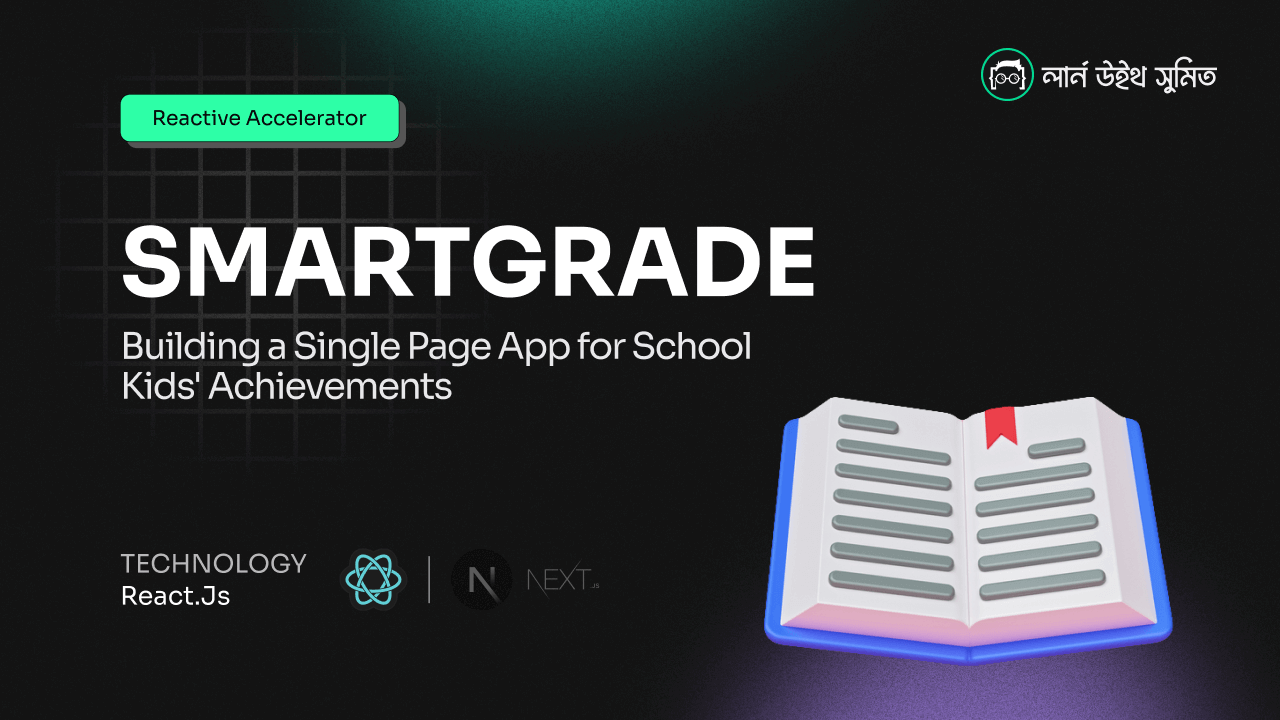 লার্ন উইথ সুমিত
Reactive Accelerator
SMARTGRADE
Building a Single Page App for School
Kids' Achievements
TECHNOLOGY
React.Js
N
NEXT.JS